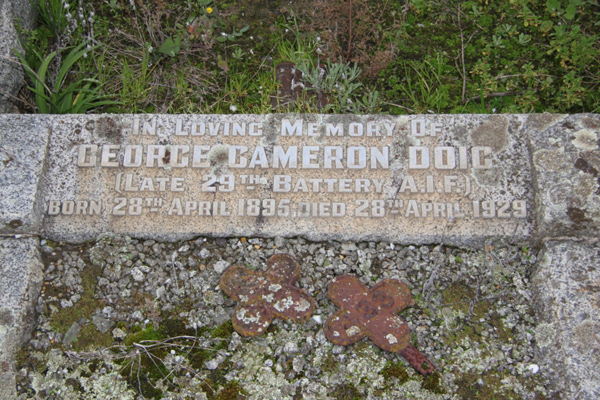 IN LOVING MEMORY OF
GEORGE CAMERON DOIG
(LATE 29TH BATTERY A.I.F.)
BORN 28TH APRIL 1895, DIED 28TH APRIL 1929